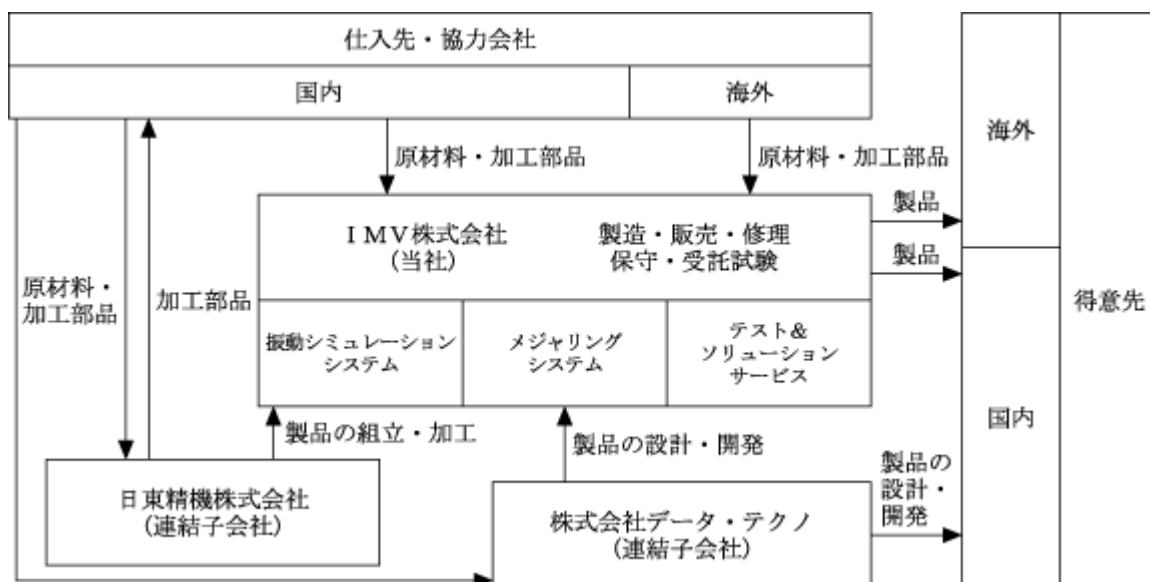 仕入先・協力会社
国内
海外
原材料・加工部品
原材料・加工部品
IMV株式会社
(当社)
製造・販売・修理
保守・受託試験
振動シミュレーション
システム
メジャリング
システム
テスト&
ソリューション
サービス
原材料・
加工部品
加工部品
製品の組立・加工
製品の設計・開発
日東精機株式会社
(連結子会社)
株式会社データ・テクノ
(連結子会社)
製品
製品
製品の
設計・
開発
海外
国内
得意先